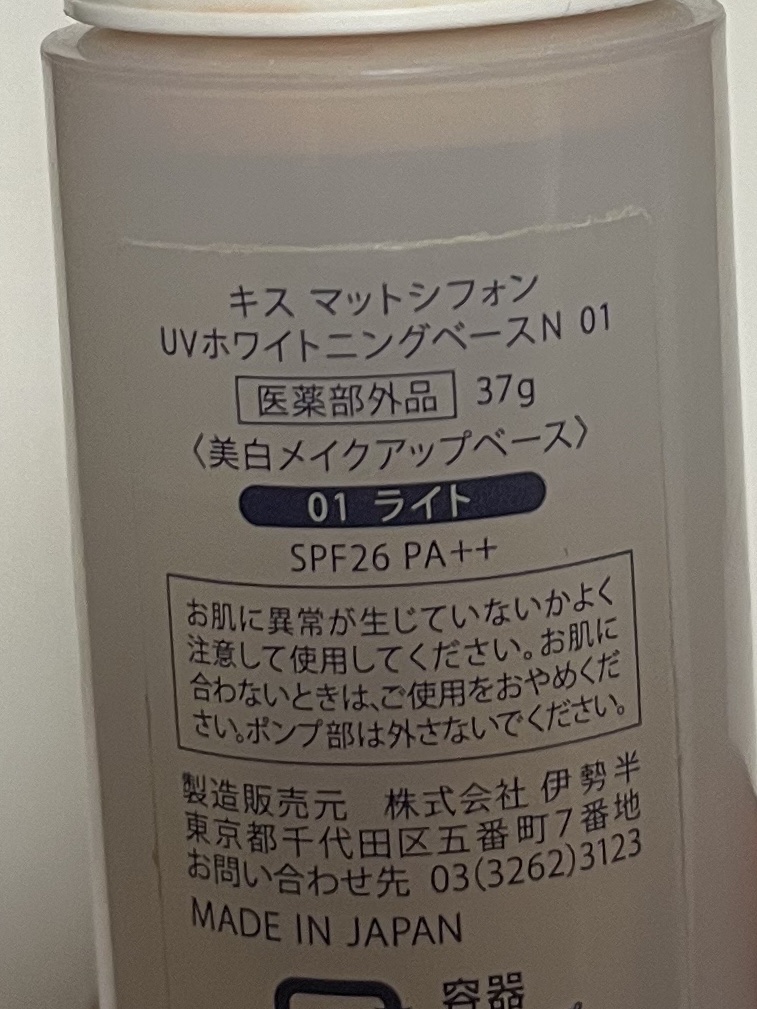 キス マットシフォン
UVホワイトニングベースN 01
医薬部外品 37g
〈美白メイクアップベース〉
01 ライト
SPF26 PA++
お肌に異常が生じていないかよく
注意して使用してください。お肌に
合わないときは、ご使用をおやめくだ
さい。ポンプ部は外さないでください。
製造販売元 株式会社 伊勢半
東京都千代田区五番町7番地
お問い合わせ先 03(3262)3123
MADE IN JAPAN
容器